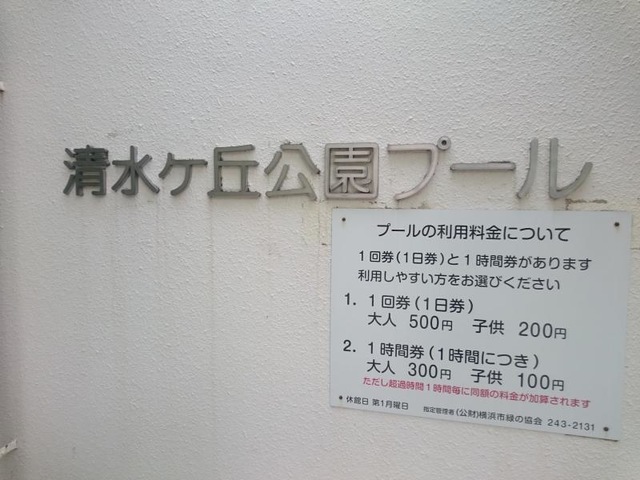 清水ケ丘公園プール
プールの利用料金について
1回券(1日券)と1時間券があります
利用しやすい方をお選びください
1. 1回券(1日券)
大人 500円 子供 200円
2. 1時間券(1時間につき)
大人 300円 子供 100円
ただし超過時間1時間毎に同額の料金が加算されます
休館日 第1月曜日 指定管理者(公財)横浜市緑の協会 243-2131